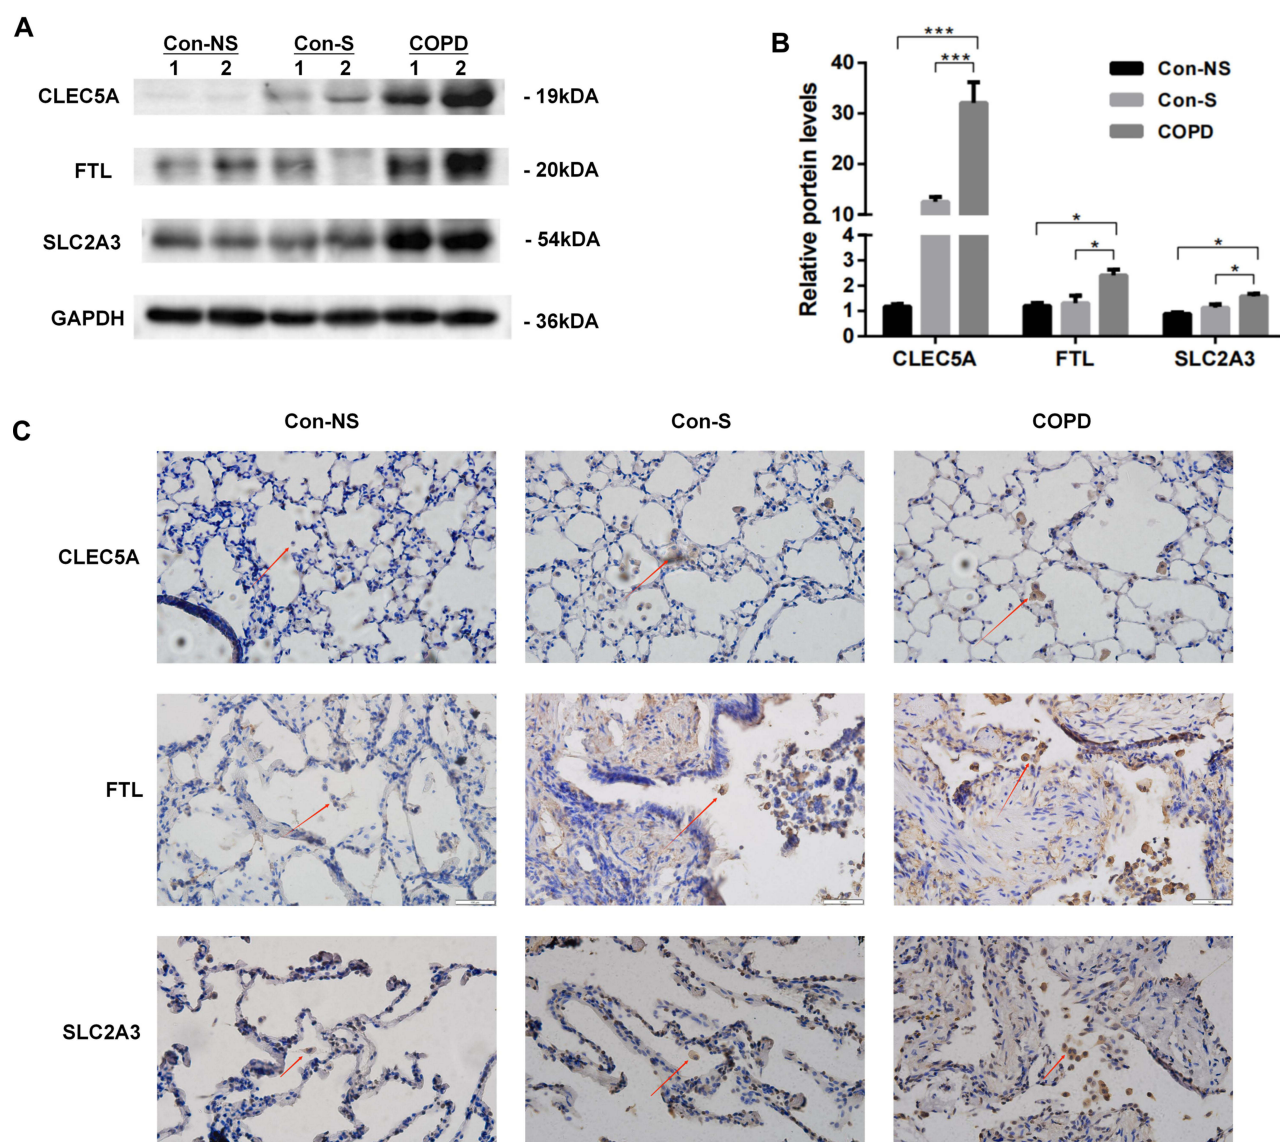 A
Con-NS Con-S COPD
1 2 1 2 1 2
CLEC5A - 19kDA
FTL - 20kDA
SLC2A3 - 54kDA
GAPDH - 36kDA
B
***
***
Con-NS
Con-S
COPD
Relative portein levels
40
30
20
10
4
3
2
1
0
*
*
*
*
CLEC5A FTL SLC2A3
C
Con-NS Con-S COPD
CLEC5A
FTL
SLC2A3